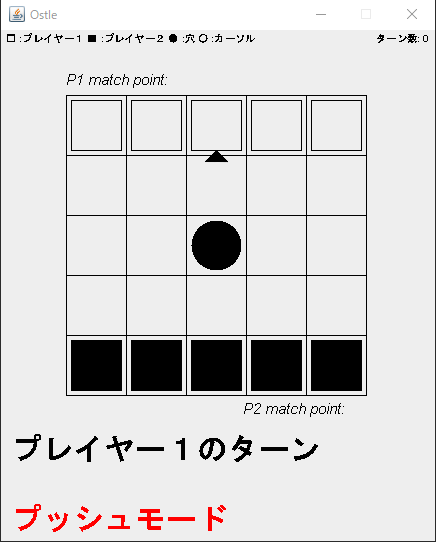 Ostle
□ :プレイヤー1 ■ :プレイヤー2 ● :穴 ○ :カーソル ターン数: 0
P1 match point:
P2 match point:
プレイヤー1のターン
プッシュモード